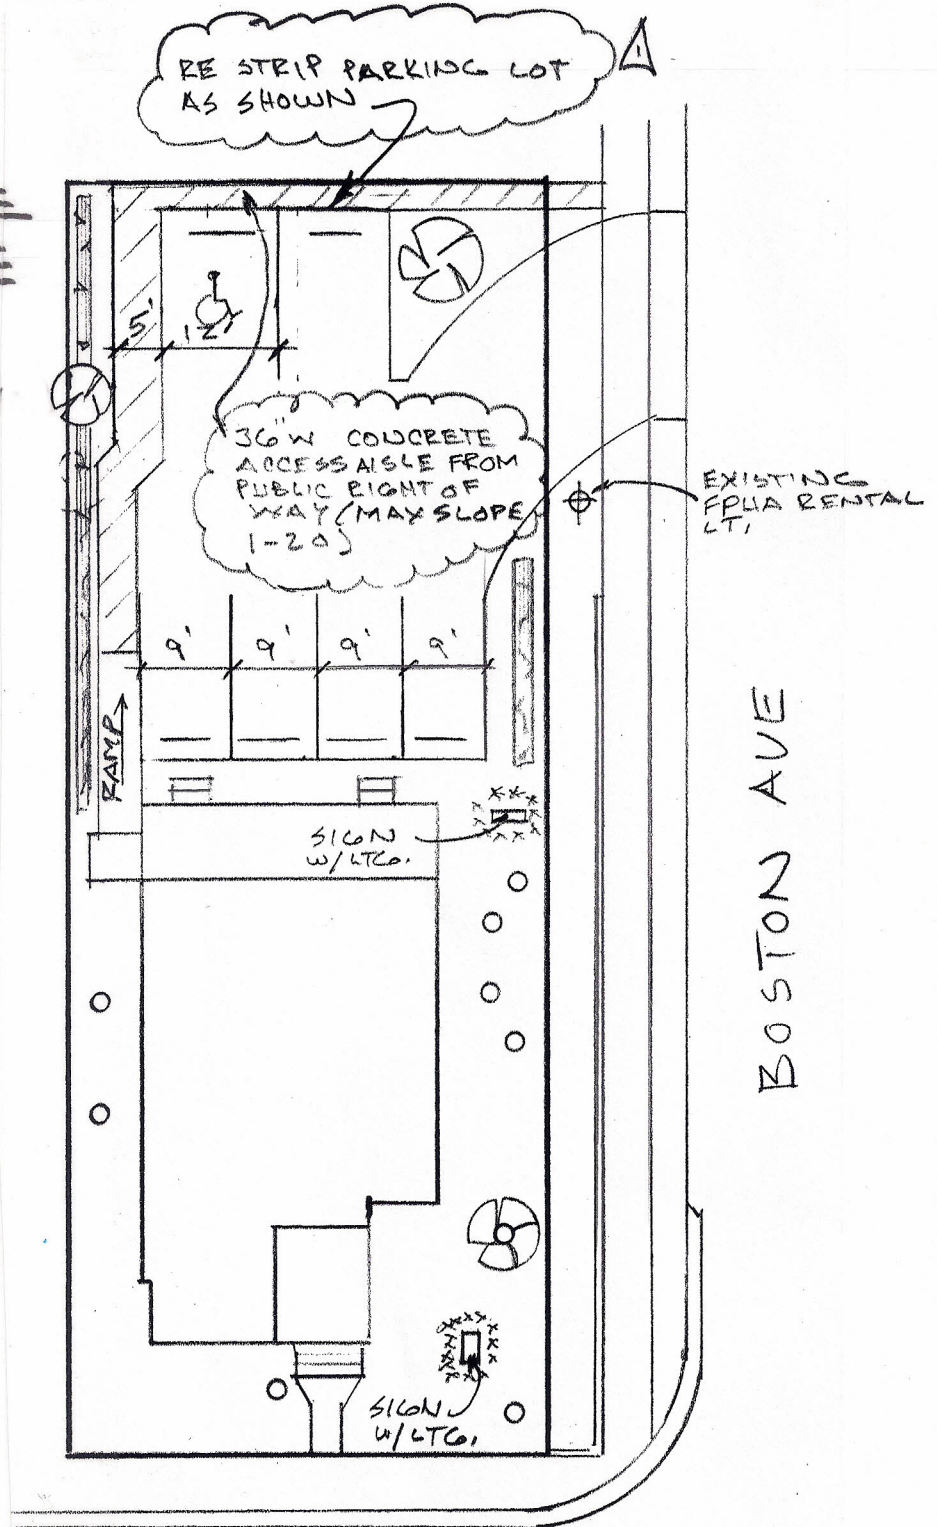 RE STRIP PARKING LOT
AS SHOWN
1
5'
12'
36"W CONCRETE
ACCESS AISLE FROM
PUBLIC RIGHT OF
WAY (MAX SLOPE
1-20)
EXISTING
FPUA RENTAL
LT.
9' 9' 9' 9'
RAMP
SIGN
W/LTG.
BOSTON AVE
SIGN
W/LTG.